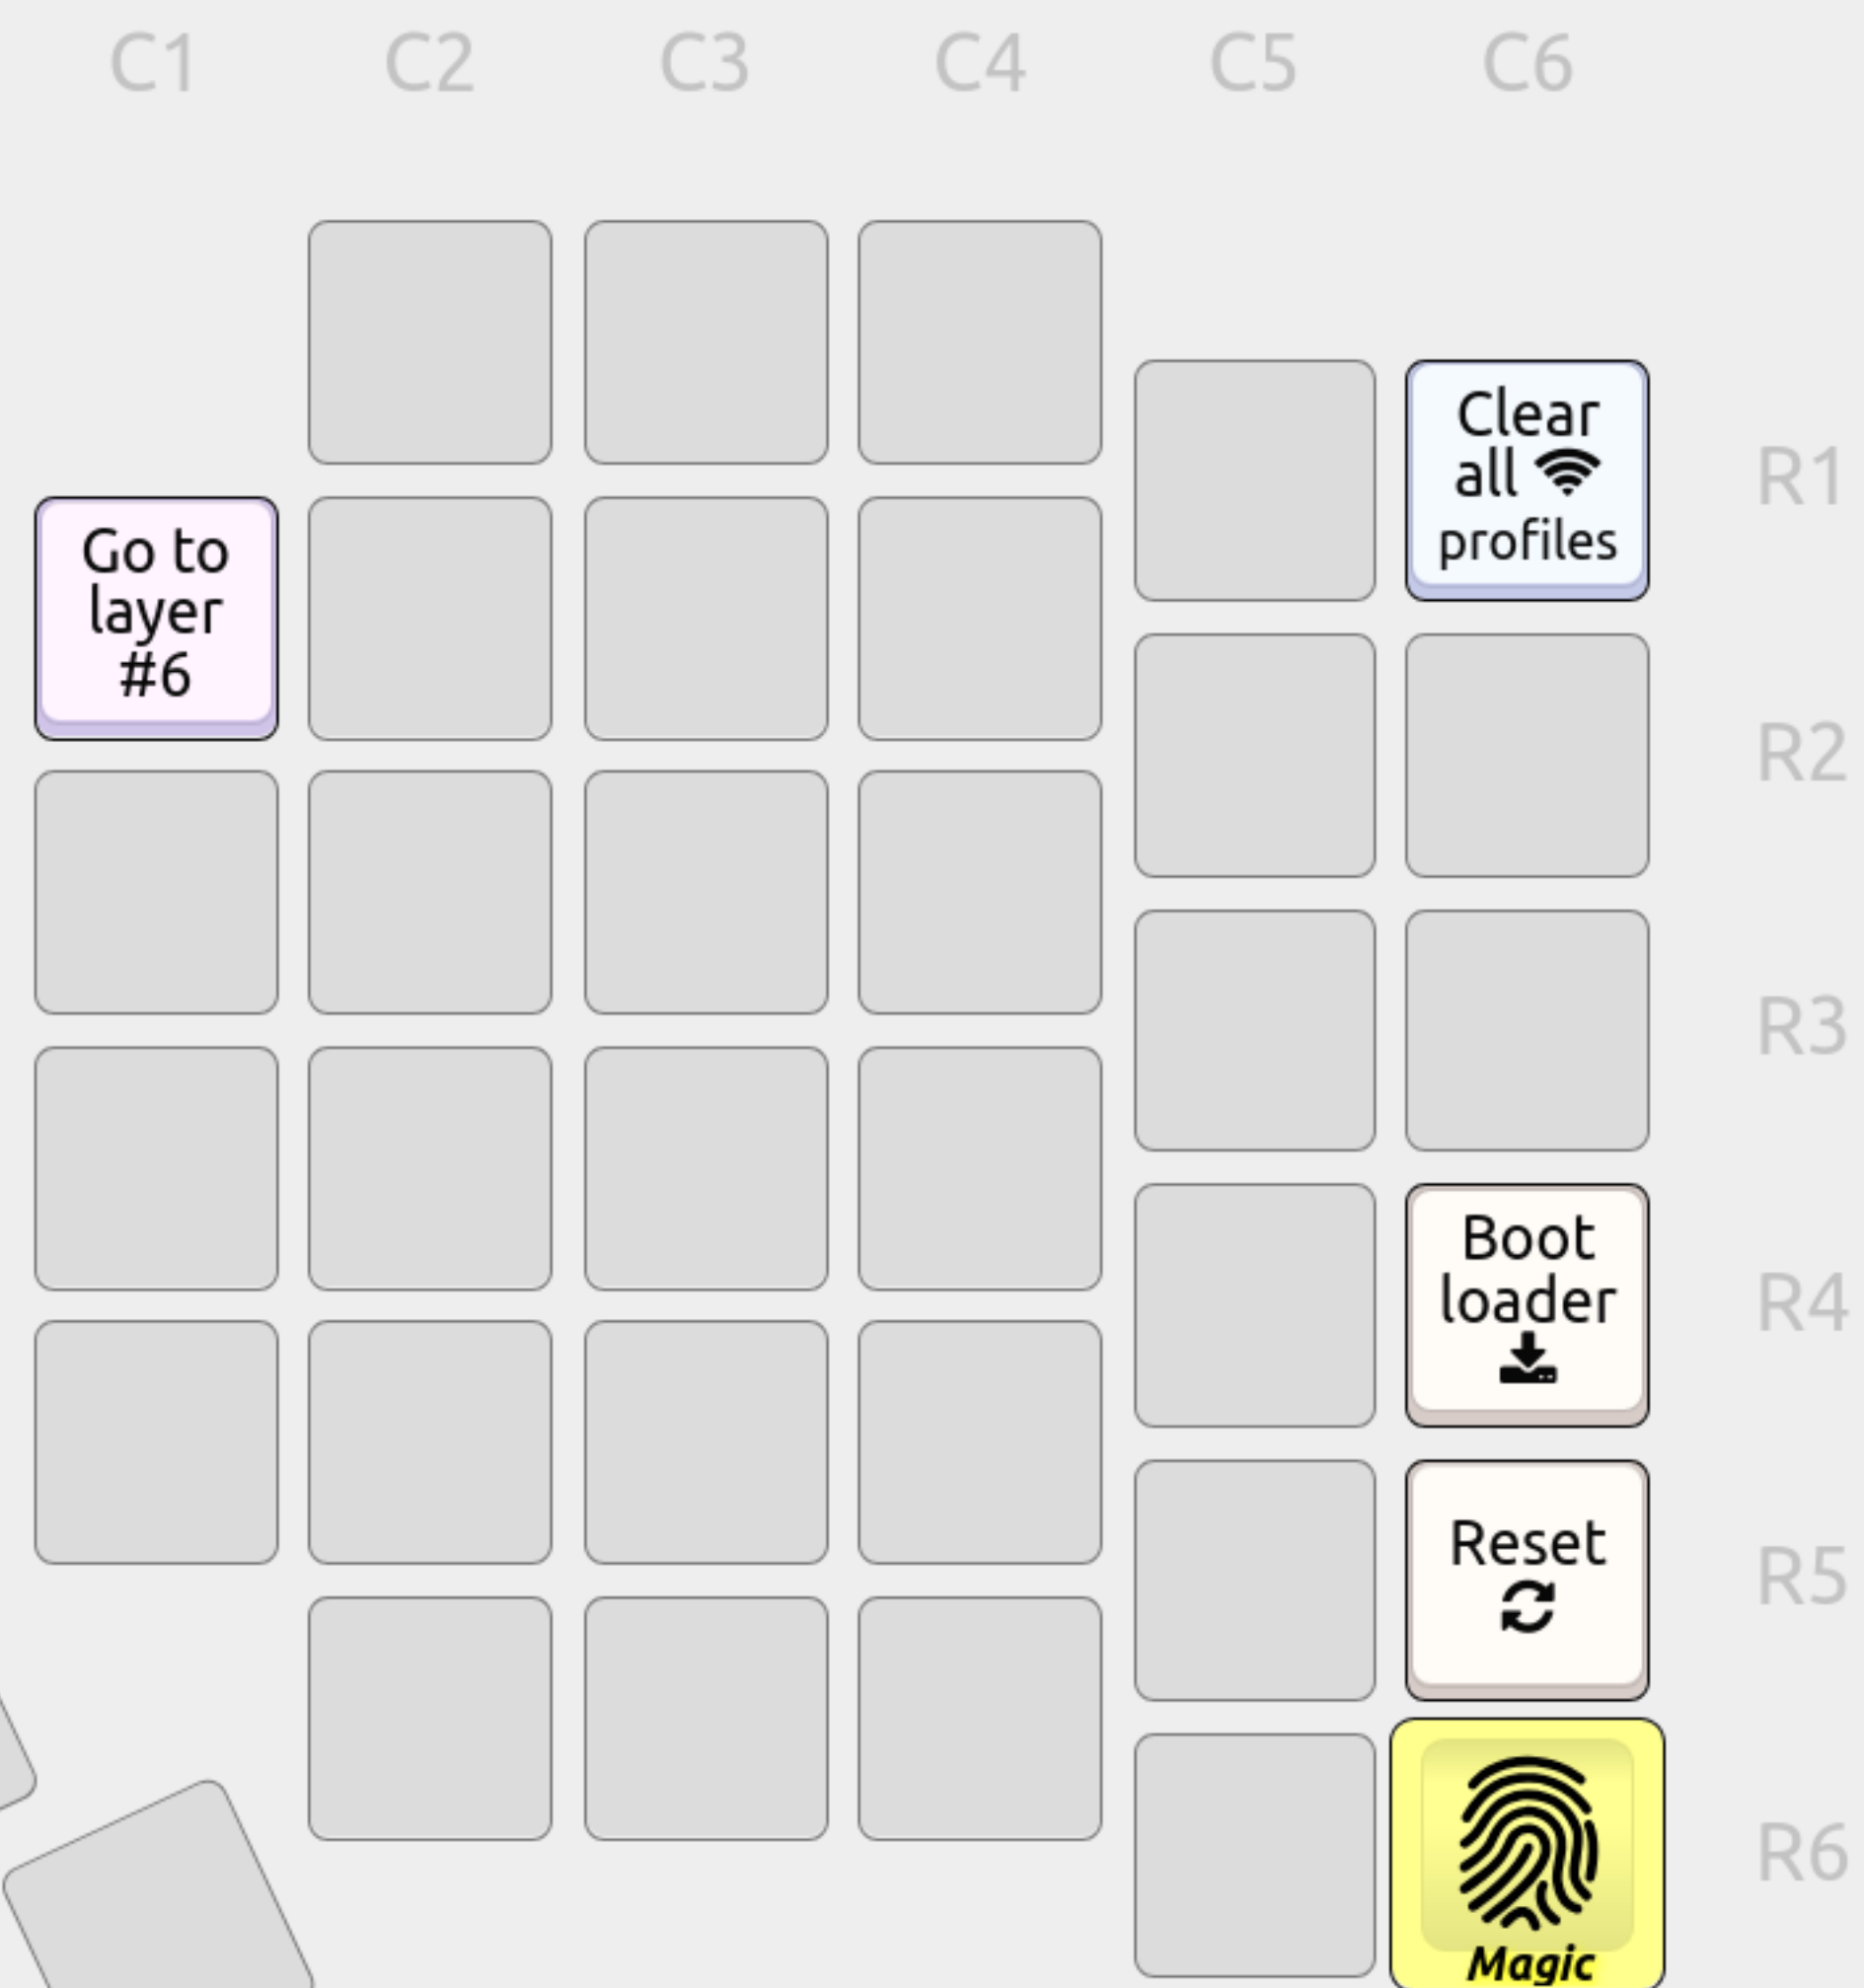 C1 C2 C3 C4 C5 C6
Clear
all
profiles
R1
Go to
layer
#6
R2
R3
Boot
loader
R4
Reset
R5
R6
Magic